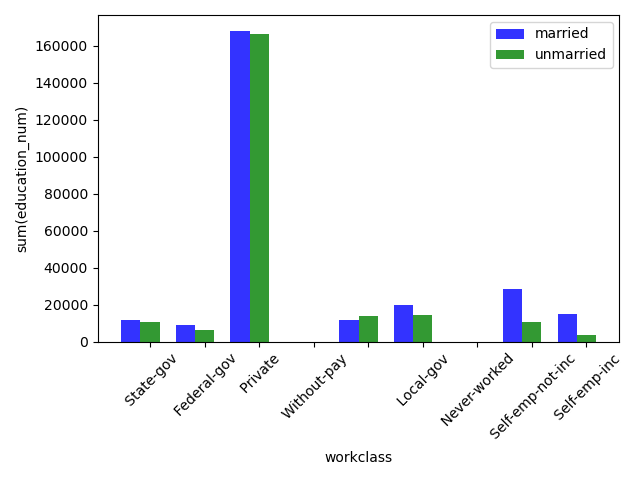 married
unmarried
160000
140000
120000
100000
80000
60000
40000
20000
0
sum(education_num)
State-gov
Federal-gov
Private
Without-pay
Local-gov
Never-worked
Self-emp-not-inc
Self-emp-inc
workclass